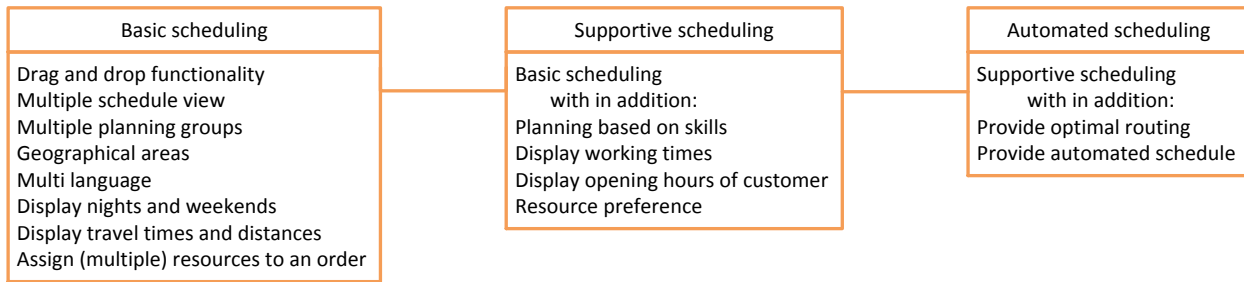 Basic scheduling
Drag and drop functionality
Multiple schedule view
Multiple planning groups
Geographical areas
Multi language
Display nights and weekends
Display travel times and distances
Assign (multiple) resources to an order
Supportive scheduling
Basic scheduling
with in addition:
Planning based on skills
Display working times
Display opening hours of customer
Resource preference
Automated scheduling
Supportive scheduling
with in addition:
Provide optimal routing
Provide automated schedule